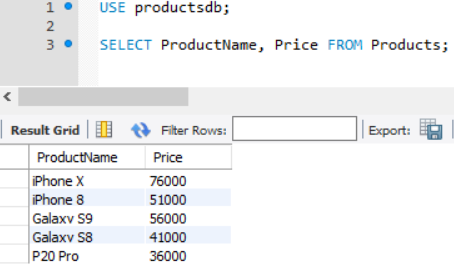 1 USE productsdb;
2
3 SELECT ProductName, Price FROM Products;
Result Grid Filter Rows: Export:
ProductName Price
iPhone X 76000
iPhone 8 51000
Galaxy S9 56000
Galaxy S8 41000
P20 Pro 36000